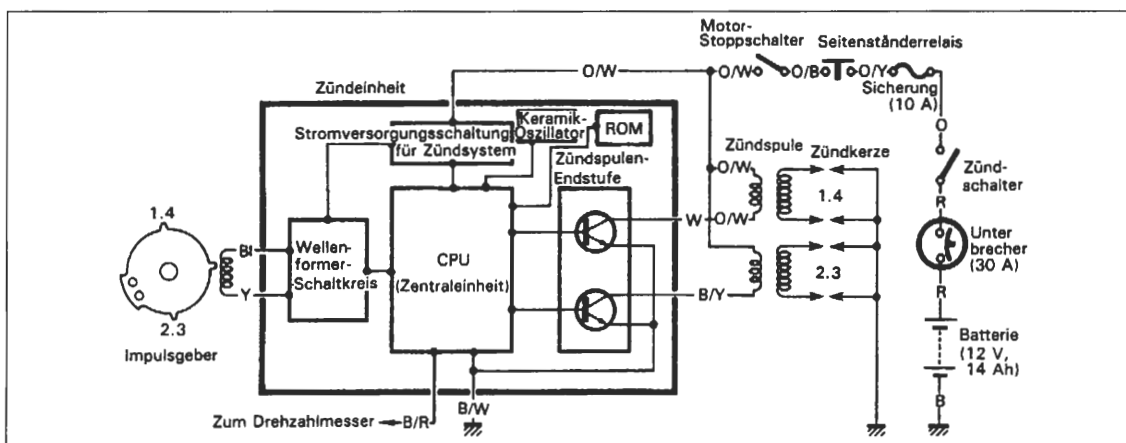 Motor-
Stoppschalter
Seitenständerrelais
O/W
O/W
O/B
O/Y
Sicherung
(10 A)
Zündeinheit
Keramik-
Oszillator
ROM
Stromversorgungsschaltung
für Zündsystem
Zündspulen-
Endstufe
Zündspule
Zündkerze
O
O/W
Zünd-
schalter
1.4
W
O/W
1.4
R
Bl
Wellen-
former-
Schaltkreis
CPU
(Zentraleinheit)
Unter
brecher
(30 A)
Y
B/Y
2.3
R
2.3
Impulsgeber
Batterie
(12 V,
14 Ah)
B/W
B
Zum Drehzahlmesser
B/R